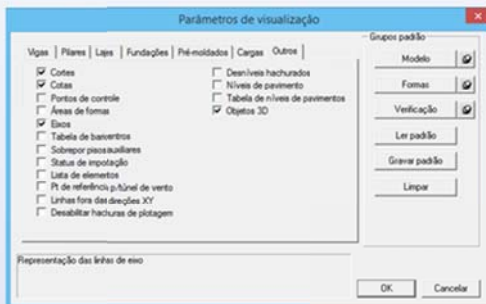 Parâmetros de visualização
Vigas | Pilares | Lajes | Fundações | Pré-moldados | Cargas | Outros
Cortes
Cotas
Pontos de controle
Áreas de formas
Eixos
Tabela de baricentros
Sobrepor pisos auxiliares
Status de impotação
Lista de elementos
Pt de referência p/túnel de vento
Linhas fora das direções XY
Desabilitar hachuras de plotagem
Desníveis hachurados
Níveis de pavimento
Tabela de níveis de pavimentos
Objetos 3D
Grupos padrão
Modelo
Formas
Verificação
Ler padrão
Gravar padrão
Limpar
Representação das linhas de eixo
OK
Cancelar